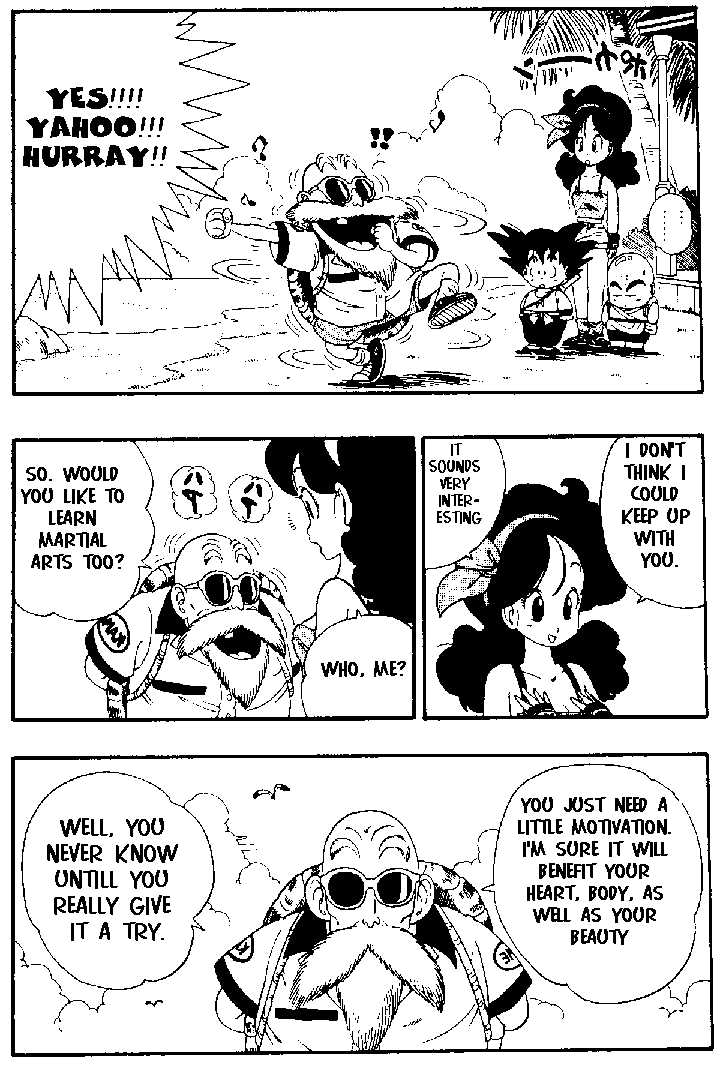 YES!!!!
YAHOO!!!
HURRAY!!
!!
SO. WOULD
YOU LIKE TO
LEARN
MARTIAL
ARTS TOO?
WHO, ME?
IT
SOUNDS
VERY
INTER-
ESTING
I DON'T
THINK I
COULD
KEEP UP
WITH
YOU.
WELL, YOU
NEVER KNOW
UNTILL YOU
REALLY GIVE
IT A TRY.
YOU JUST NEED A
LITTLE MOTIVATION.
I'M SURE IT WILL
BENEFIT YOUR
HEART, BODY, AS
WELL AS YOUR
BEAUTY